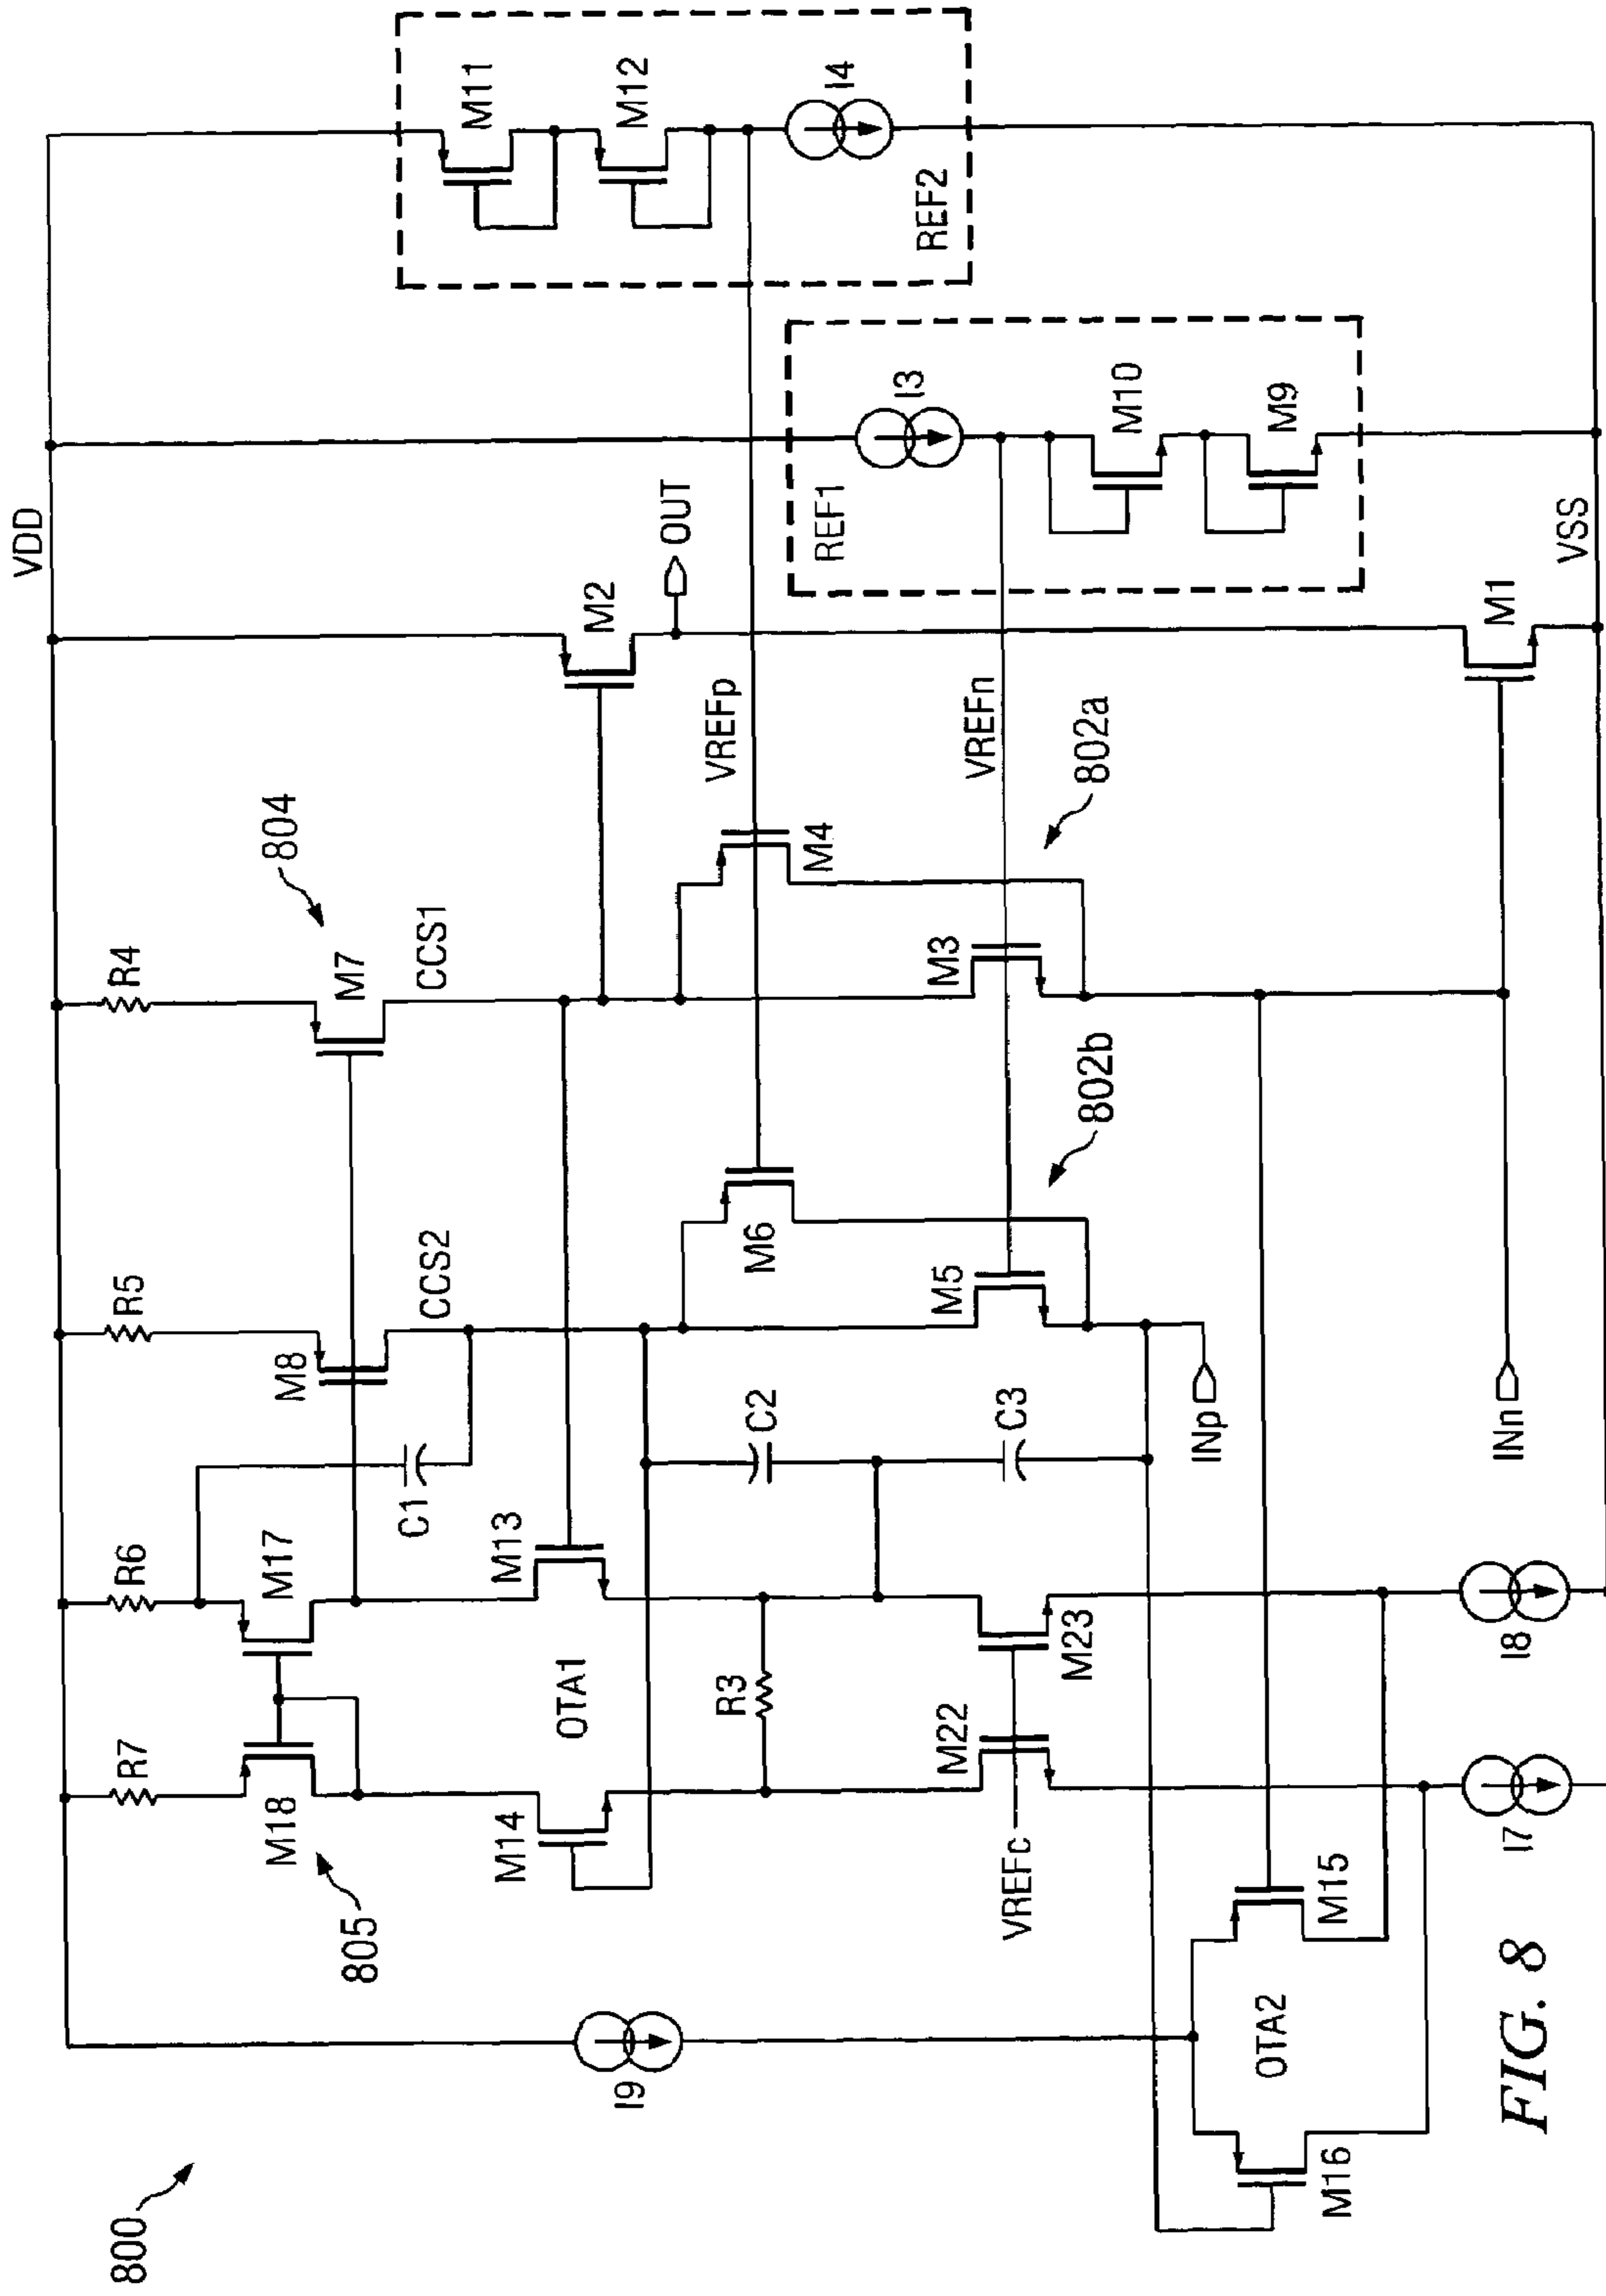 800
VDD
R7
R6
R5
R4
804
M18
M17
M8
M7
M11
805
C1
CCS2
CCS1
M12
I4
REF2
I9
OTA1
M14
M13
M2
OUT
R3
C2
M6
M4
VREFp
REF1
I3
VREFc
M22
M23
C3
M5
M3
VREFn
M10
802b
802a
M9
OTA2
M16
M15
INp
INn
M1
I7
I8
VSS
FIG. 8